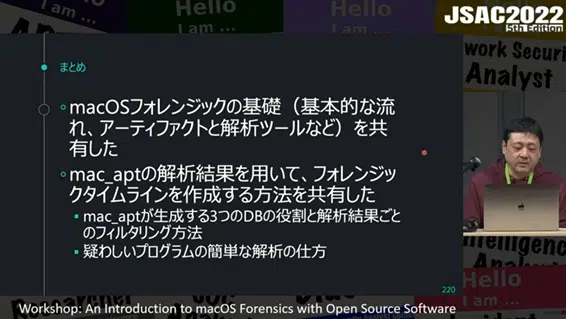 Hello
I am ...
Hello
I am ...
JSAC2022
5th Edition
work Security
Analyst
まとめ
macOSフォレンジックの基礎（基本的な流
れ、アーティファクトと解析ツールなど）を共
有した
mac_aptの解析結果を用いて、フォレンジッ
クタイムラインを作成する方法を共有した
mac_aptが生成する3つのDBの役割と解析結果ごと
のフィルタリング方法
疑わしいプログラムの簡単な解析の仕方
220
Hello
I am ...
Workshop: An Introduction to macOS Forensics with Open Source Software